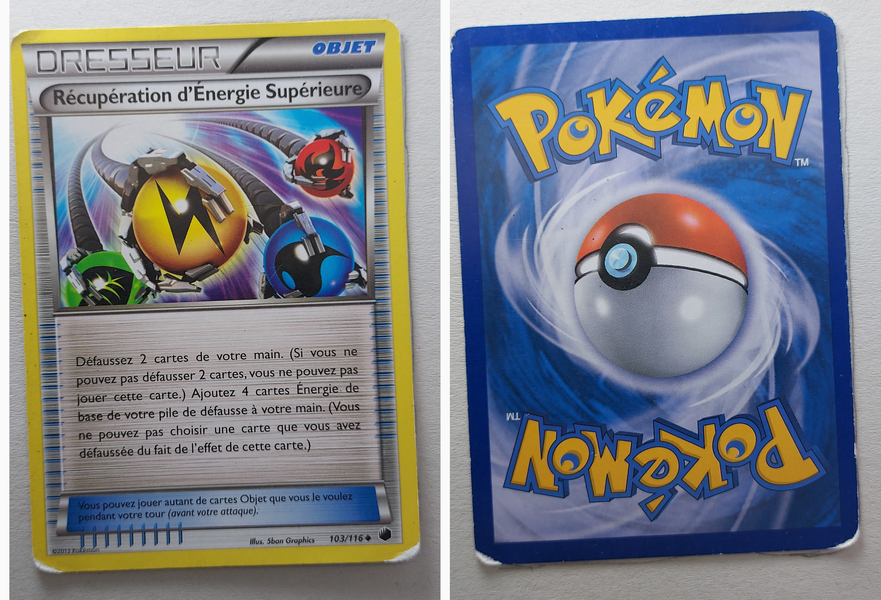 DRESSEUR
OBJET
Récupération d'Énergie Supérieure
Défaussez 2 cartes de votre main. (Si vous ne
pouvez pas défausser 2 cartes, vous ne pouvez pas
jouer cette carte.) Ajoutez 4 cartes Énergie de
base de votre pile de défausse à votre main. (Vous
ne pouvez pas choisir une carte que vous avez
défaussée du fait de l'effet de cette carte.)
Vous pouvez jouer autant de cartes Objet que vous le voulez
pendant votre tour (avant votre attaque).
©2013 Pokémon
Illus. 5ban Graphics
103/116
POKéMON
TM
POKéMON
TM